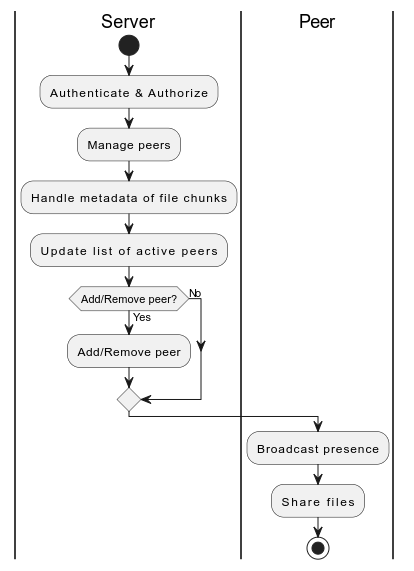 Server
Peer
Authenticate & Authorize
Manage peers
Handle metadata of file chunks
Update list of active peers
Add/Remove peer?
No
Yes
Add/Remove peer
Broadcast presence
Share files